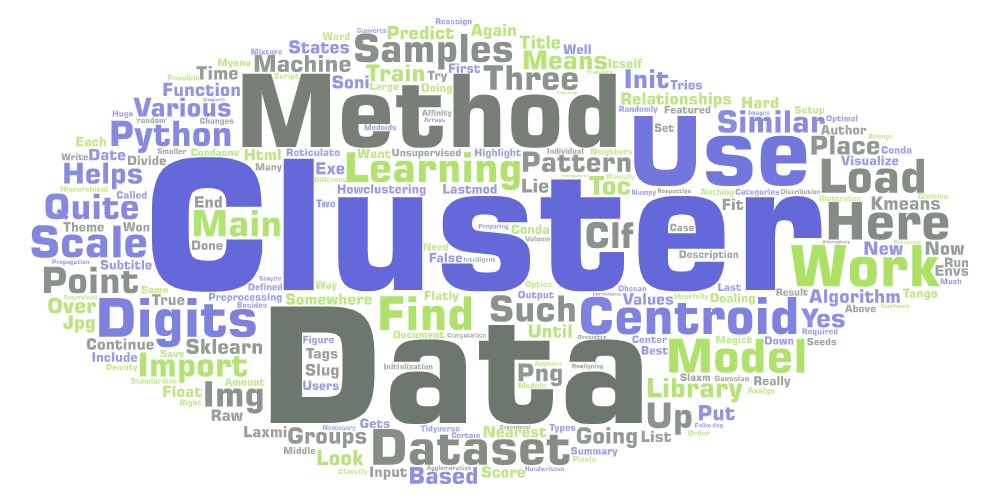 Reassign
Ward
Converts
Predict
Again
Title
Mixture
States
Samples
Well
Myenv
Machine
Means
Itself
Time
Soni
Train
Try
First
Three
Init
Tries
Possible
Script
Large
Doing
Function
Method
Relationships
Hard
Various
Affinity
Arrays
Randomly
Featured
Images
Setup
Huge
'random'
Changes
Medoids
Set
Similar
Optimal
Python
Use
Author
Each
Smaller
Condaenv
Html
Reticulate
Want
Unsupervised
Highlight
Individual
Neighbors
Place
Belongs
Write
Date
Divide
Many
Learning
Pattern
Conda
Visualize
Helps
Exe
Manually
Load
Hierarchical
Different
Howclustering
Lastmod
Lie
Toc
Numpy
Respective
Nothing
Categories
Distribution
Called
End
Two
Cluster
Fit
Illustrates
Divisive
Kmeans
Quite
Main
Preparing
Conda
Volume
Clf
Case
Here
Theme
Won
Done
Need
Scale
False
Intelligent
Description
New
Now
Subtitle
Work
Run
Envs
Propagation
Simpler
Point
Same
Defined
Way
Optics
Dbscan
Last
Much
Supervised
True
Preprocessing
Somewhere
Flatly
Output
Values
Hopefully
Dealing
Result
Algorithm
Tango
Over
Besides
Find
Such
Above
Jpg
Digits
Until
Centroid
Yes
Required
Continue
Document
Computation
Center
Magick
Down
Seeds
Include
Save
Sklearn
Figure
Data
Best
Model
Density
Import
Tags
Initialization
Standardize
Slug
Png
Assigning
Slaxm
Gaussian
Really
Float
Amount
Users
Module
Library
Assign
Right
Img
Raw
Up
Put
Following
Laxmi
Groups
Necessary
Gets
Tidyverse
Certain
Nearest
Types
Going
List
Order
Middle
Dataset
Summary
Look
Pixels
Classify
Input
Agglomerative
Based
Score
Handwritten